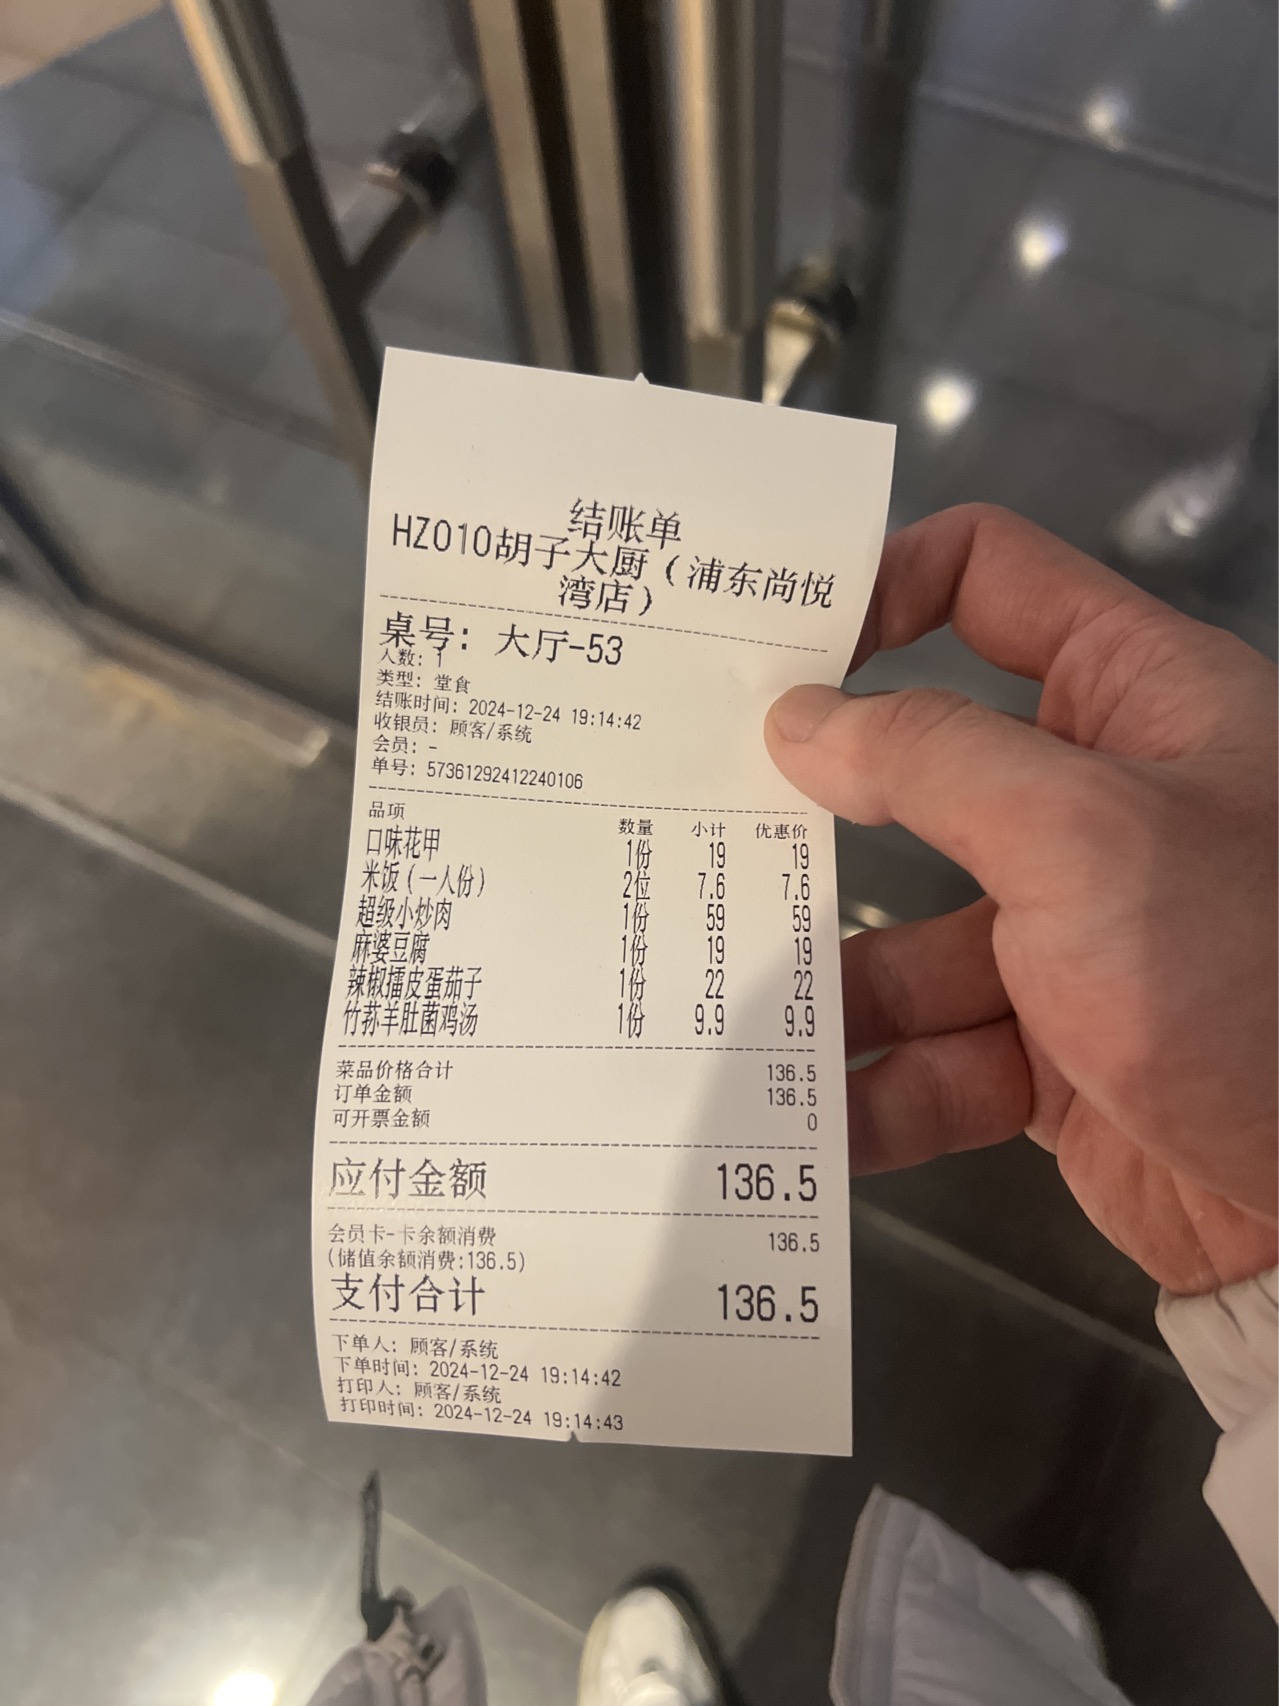 结账单
HZ010胡子大厨（浦东尚悦
湾店）
桌号：大厅-53
人数：1
类型：堂食
结账时间：2024-12-24 19:14:42
收银员：顾客/系统
会员：-
单号：57361292412240106
品项 数量 小计 优惠价
口味花甲 1份 19 19
米饭（一人份） 2位 7.6 7.6
超级小炒肉 1份 59 59
麻婆豆腐 1份 19 19
辣椒擂皮蛋茄子 1份 22 22
竹荪羊肚菌鸡汤 1份 9.9 9.9
菜品价格合计 136.5
订单金额 136.5
可开票金额 0
应付金额 136.5
会员卡-卡余额消费 136.5
(储值余额消费:136.5)
支付合计 136.5
下单人：顾客/系统
下单时间：2024-12-24 19:14:42
打印人：顾客/系统
打印时间：2024-12-24 19:14:43